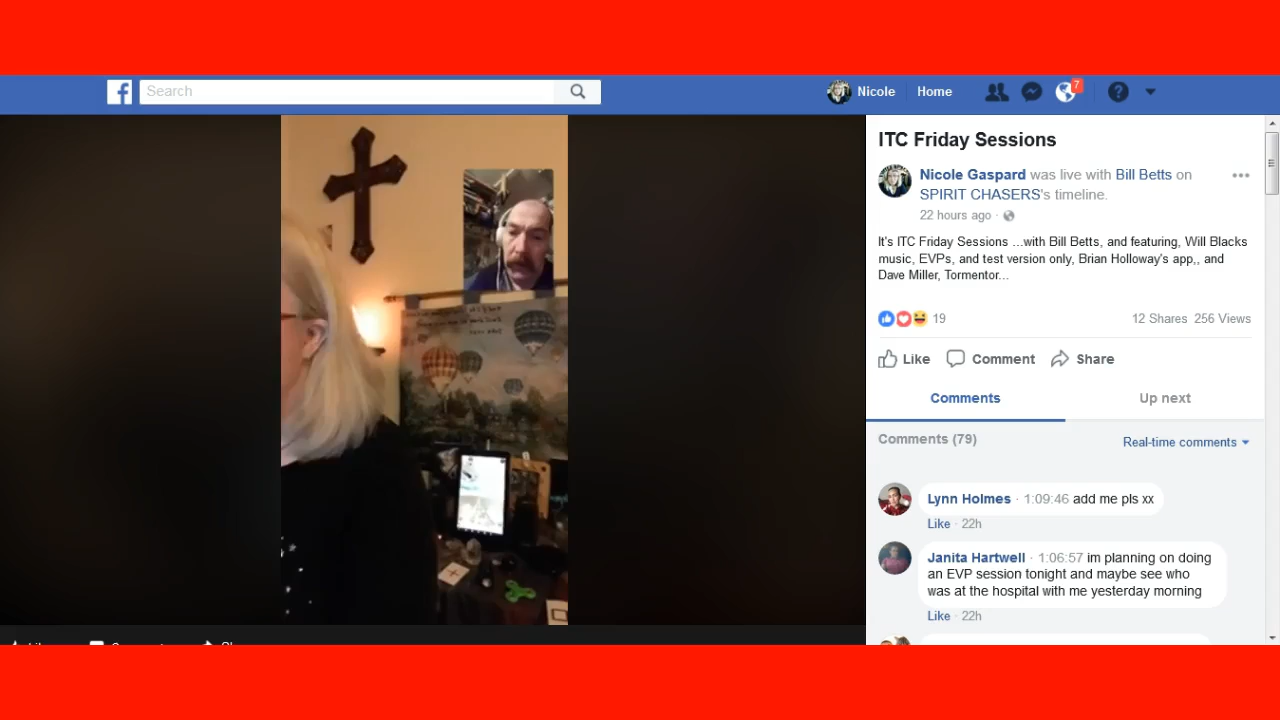 f
Search
Nicole
Home
7
?
ITC Friday Sessions
Nicole Gaspard was live with Bill Betts on
SPIRIT CHASERS's timeline.
22 hours ago ·
It's ITC Friday Sessions ...with Bill Betts, and featuring, Will Blacks
music, EVPs, and test version only, Brian Holloway's app,, and
Dave Miller, Tormentor...
19
12 Shares 256 Views
Like
Comment
Share
Comments
Up next
Comments (79)
Real-time comments
Lynn Holmes · 1:09:46 add me pls xx
Like · 22h
Janita Hartwell · 1:06:57 im planning on doing
an EVP session tonight and maybe see who
was at the hospital with me yesterday morning
Like · 22h